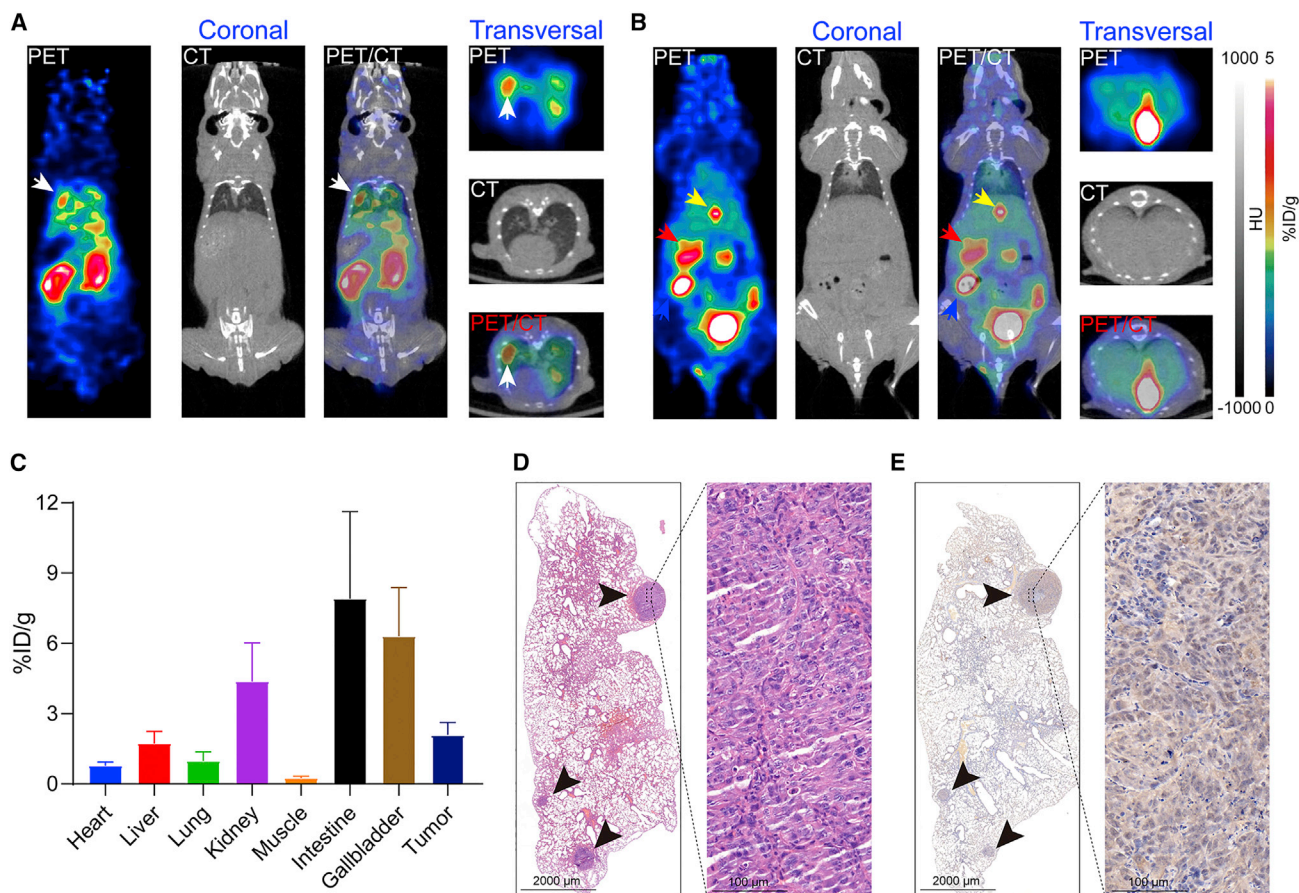 A
Coronal
Transversal
PET
CT
PET/CT
PET
CT
PET/CT
B
Coronal
Transversal
PET
CT
PET/CT
PET
CT
PET/CT
1000
5
HU
%ID/g
-1000
0
C
%ID/g
12
9
6
3
0
Heart
Liver
Lung
Kidney
Muscle
Intestine
Gallbladder
Tumor
D
2000 µm
100 µm
E
2000 µm
100 µm